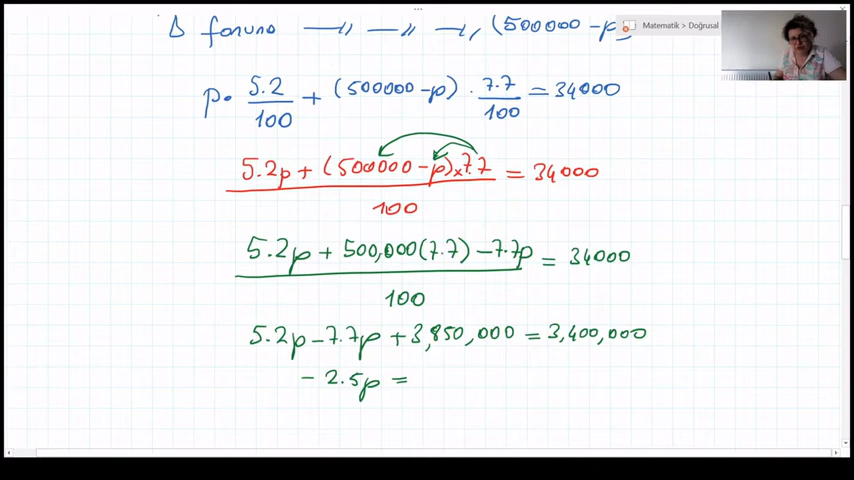 Δ fonuna —〃 —〃 —〃 (500000 - p)
Matematik > Doğrusal
p. 5.2/100 + (500000 - p) . 7.7/100 = 34000
5.2p + (500000 - p)x7.7 = 34000
100
5.2p + 500,000(7.7) - 7.7p = 34000
100
5.2p - 7.7p + 3,850,000 = 3,400,000
- 2.5p =